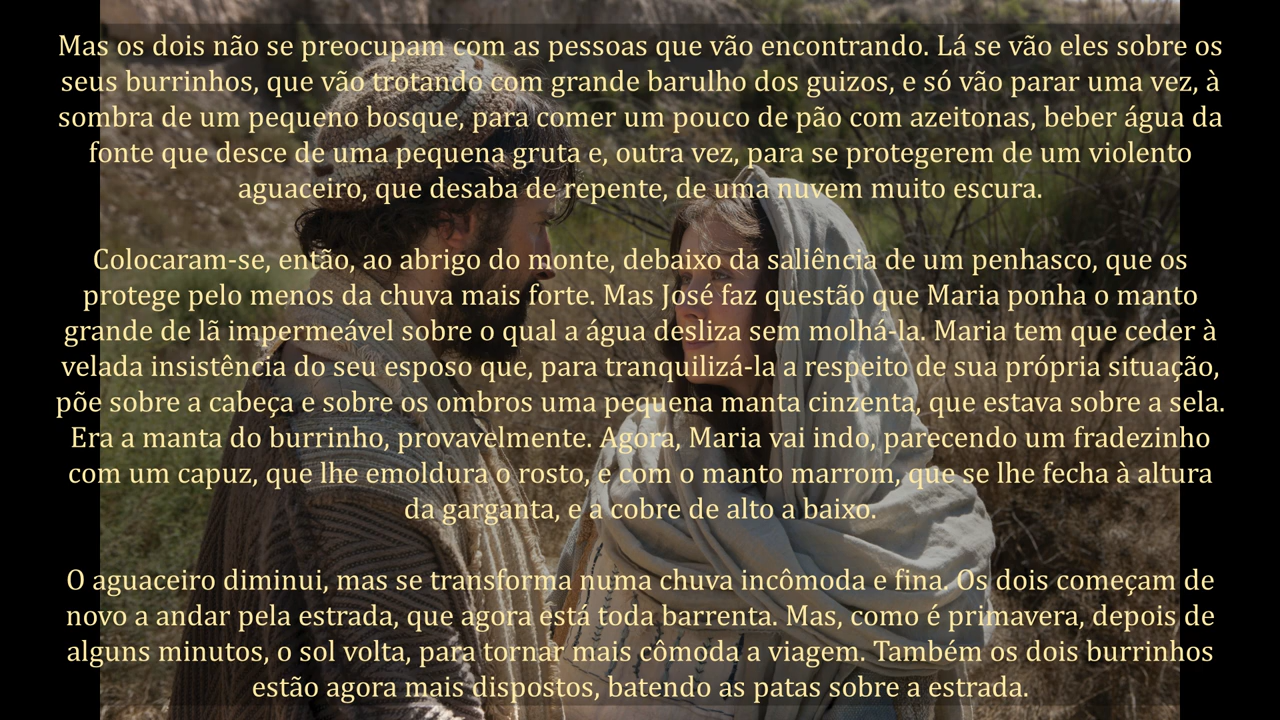 Mas os dois não se preocupam com as pessoas que vão encontrando. Lá se vão eles sobre os
seus burrinhos, que vão trotando com grande barulho dos guizos, e só vão parar uma vez, à
sombra de um pequeno bosque, para comer um pouco de pão com azeitonas, beber água da
fonte que desce de uma pequena gruta e, outra vez, para se protegerem de um violento
aguaceiro, que desaba de repente, de uma nuvem muito escura.
Colocaram-se, então, ao abrigo do monte, debaixo da saliência de um penhasco, que os
protege pelo menos da chuva mais forte. Mas José faz questão que Maria ponha o manto
grande de lã impermeável sobre o qual a água desliza sem molhá-la. Maria tem que ceder à
velada insistência do seu esposo que, para tranquilizá-la a respeito de sua própria situação,
põe sobre a cabeça e sobre os ombros uma pequena manta cinzenta, que estava sobre a sela.
Era a manta do burrinho, provavelmente. Agora, Maria vai indo, parecendo um fradezinho
com um capuz, que lhe emoldura o rosto, e com o manto marrom, que se lhe fecha à altura
da garganta, e a cobre de alto a baixo.
O aguaceiro diminui, mas se transforma numa chuva incômoda e fina. Os dois começam de
novo a andar pela estrada, que agora está toda barrenta. Mas, como é primavera, depois de
alguns minutos, o sol volta, para tornar mais cômoda a viagem. Também os dois burrinhos
estão agora mais dispostos, batendo as patas sobre a estrada.